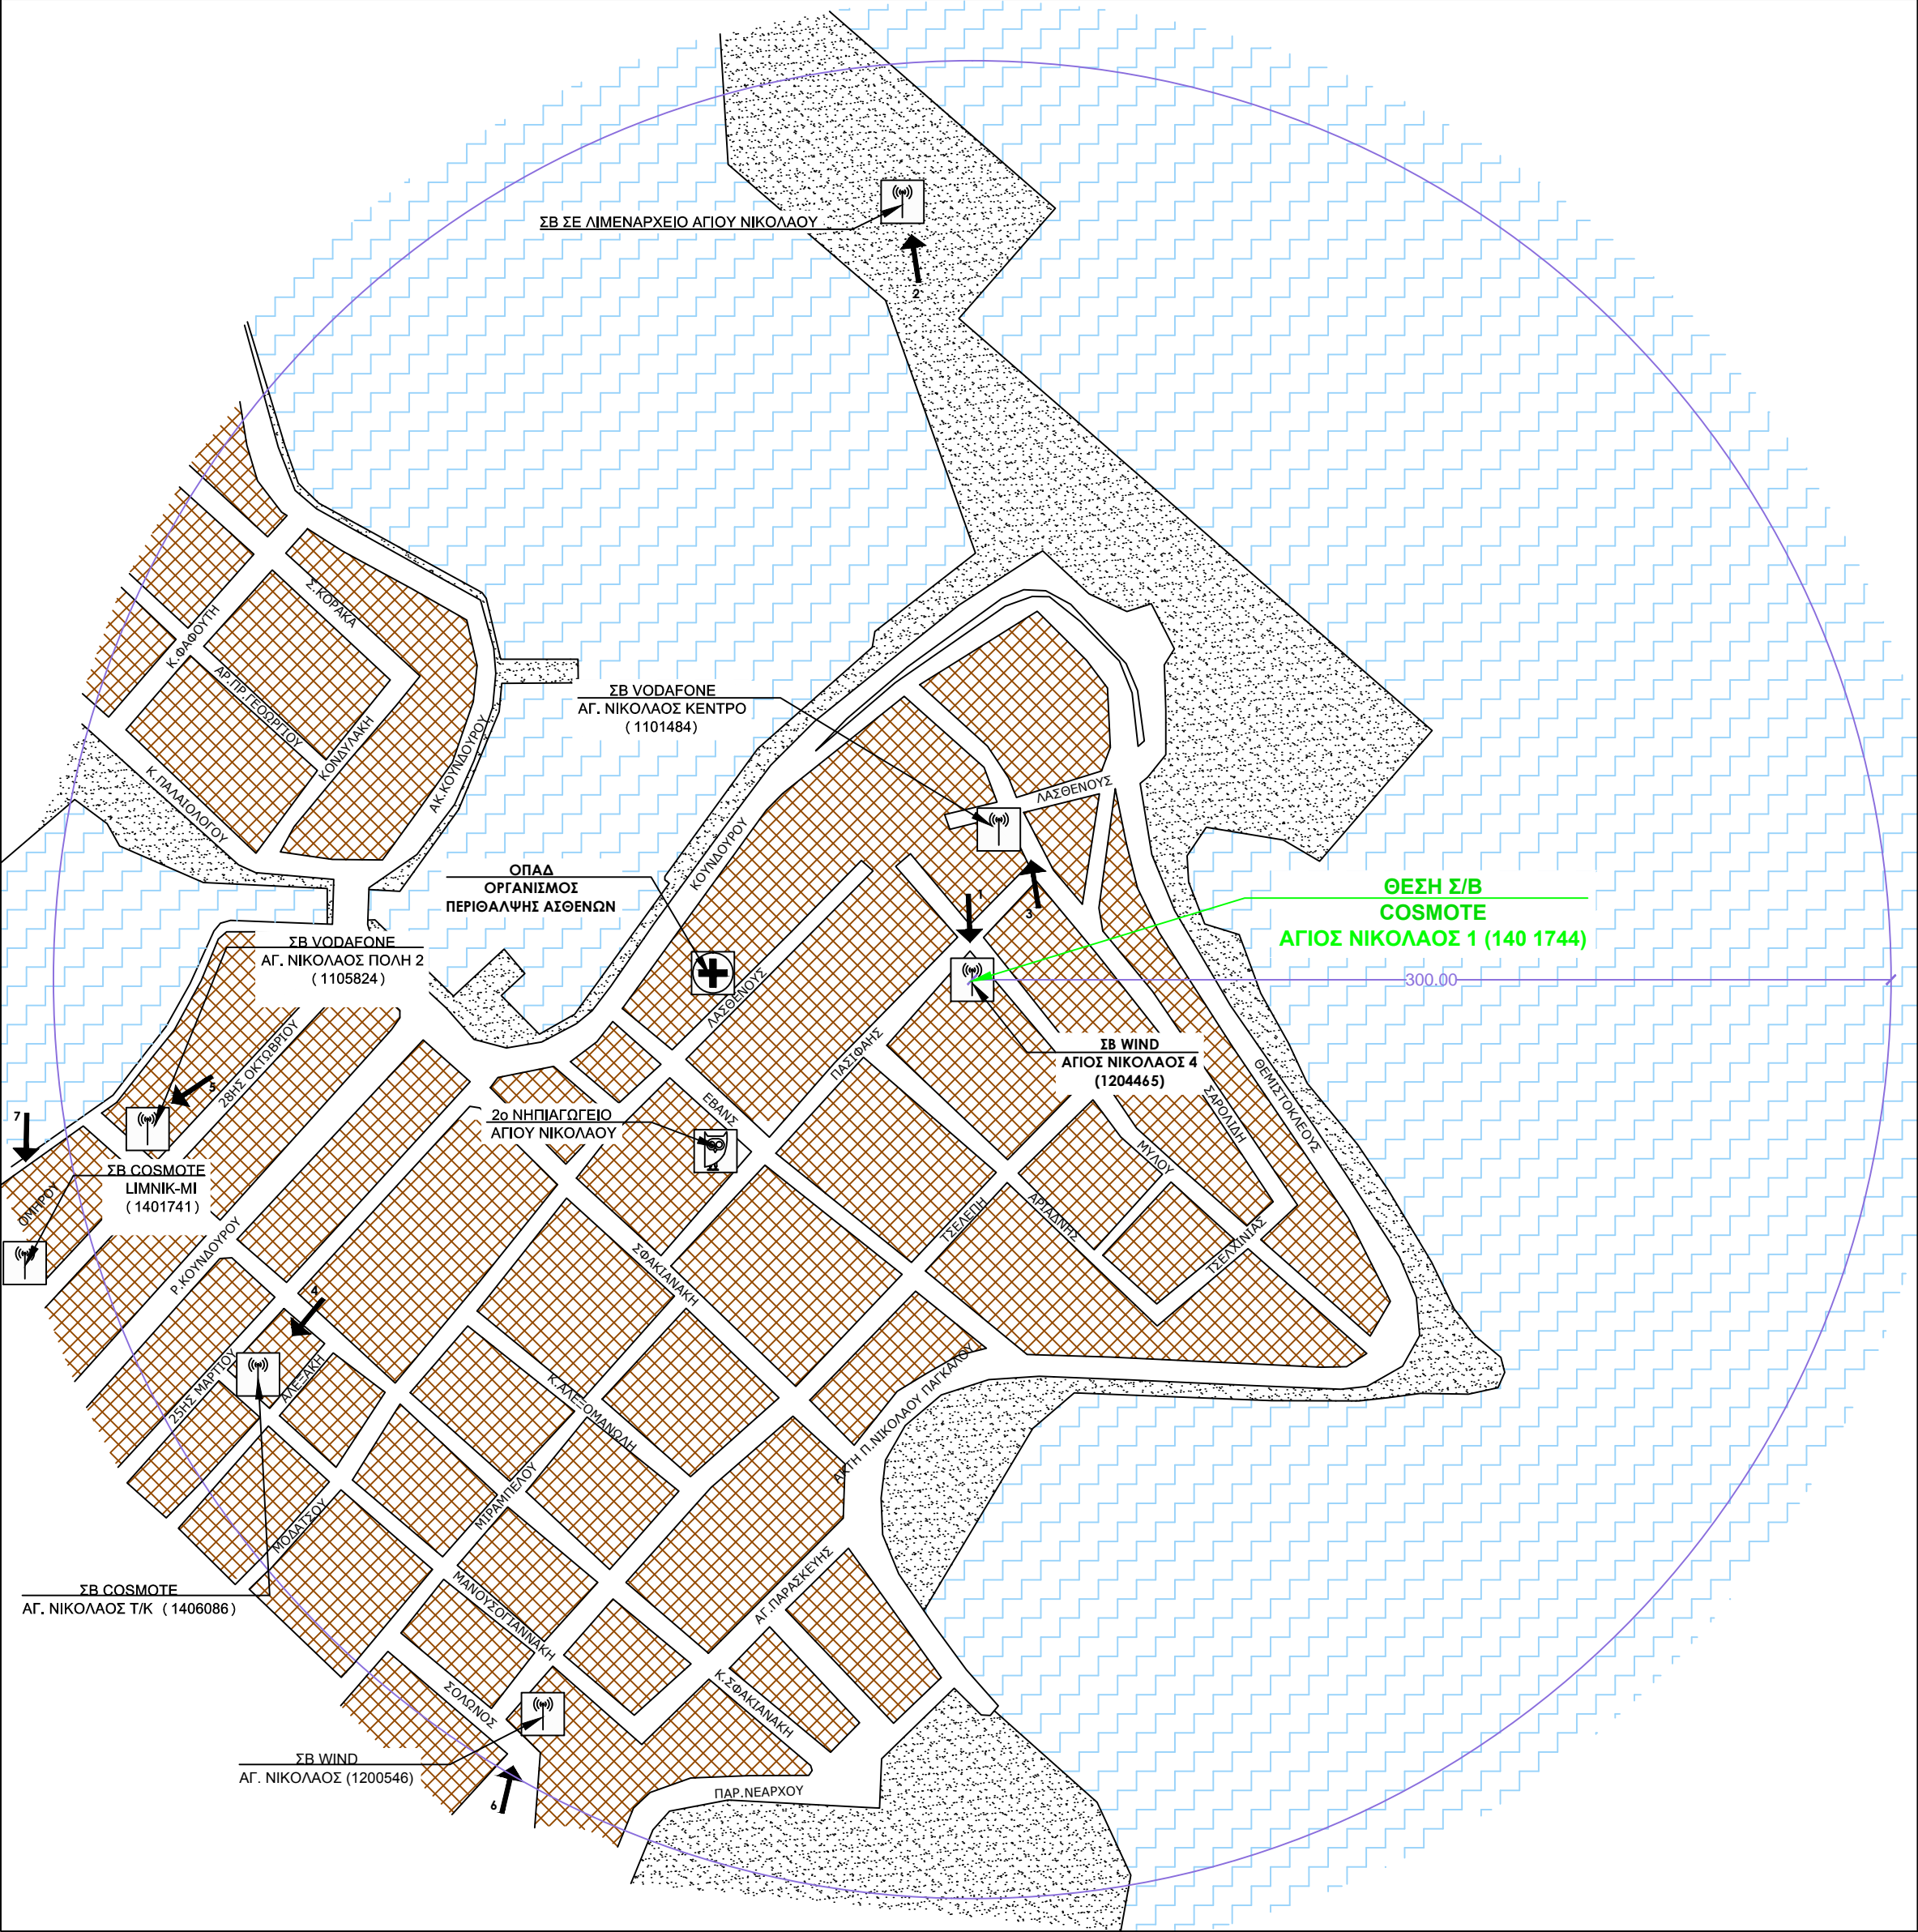 ΣΒ ΣΕ ΛΙΜΕΝΑΡΧΕΙΟ ΑΓΙΟΥ ΝΙΚΟΛΑΟΥ
2
Σ.ΚΟΡΑΚΑ
Κ.ΦΑΦΟΥΤΗ
ΑΡ.ΠΡ.ΓΕΩΡΓΙΟΥ
ΚΟΝΔΥΛΑΚΗ
ΑΚ.ΚΟΥΝΔΟΥΡΟΥ
Κ.ΠΑΛΑΙΟΛΟΓΟΥ
ΣΒ VODAFONE
ΑΓ. ΝΙΚΟΛΑΟΣ ΚΕΝΤΡΟ
( 1101484)
ΛΑΣΘΕΝΟΥΣ
ΚΟΥΝΔΟΥΡΟΥ
ΟΠΑΔ
ΟΡΓΑΝΙΣΜΟΣ
ΠΕΡΙΘΑΛΨΗΣ ΑΣΘΕΝΩΝ
1
3
ΘΕΣΗ Σ/Β
COSMOTE
ΑΓΙΟΣ ΝΙΚΟΛΑΟΣ 1 (140 1744)
300.00
ΣΒ VODAFONE
ΑΓ. ΝΙΚΟΛΑΟΣ ΠΟΛΗ 2
( 1105824)
ΛΑΣΘΕΝΟΥΣ
ΠΑΣΙΦΑΗΣ
ΣΒ WIND
ΑΓΙΟΣ ΝΙΚΟΛΑΟΣ 4
(1204465)
28ΗΣ ΟΚΤΩΒΡΙΟΥ
5
7
ΕΒΑΝΣ
2ο ΝΗΠΙΑΓΩΓΕΙΟ
ΑΓΙΟΥ ΝΙΚΟΛΑΟΥ
ΣΑΡΟΛΙΔΗ
ΘΕΜΙΣΤΟΚΛΕΟΥΣ
ΜΥΛΟΥ
ΣΒ COSMOTE
LIMNIK-MI
( 1401741)
ΟΜΗΡΟΥ
Ρ.ΚΟΥΝΔΟΥΡΟΥ
ΤΣΕΛΕΠΗ
ΑΡΙΑΔΝΗΣ
ΤΣΕΛΧΙΝΙΑΣ
ΣΦΑΚΙΑΝΑΚΗ
4
25ΗΣ ΜΑΡΤΙΟΥ
ΑΛΕΞΑΚΗ
Κ.ΑΛΕΞΟΜΑΝΩΛΗ
ΑΚΤΗ Π.ΝΙΚΟΛΑΟΥ ΠΑΓΚΑΛΟΥ
ΜΙΡΑΜΠΕΛΟΥ
ΜΟΔΑΤΣΟΥ
ΣΒ COSMOTE
ΑΓ. ΝΙΚΟΛΑΟΣ Τ/Κ ( 1406086)
ΜΑΝΟΥΣΟΓΙΑΝΝΑΚΗ
ΑΓ.ΠΑΡΑΣΚΕΥΗΣ
Κ.ΣΦΑΚΙΑΝΑΚΗ
ΣΟΛΩΝΟΣ
ΣΒ WIND
ΑΓ. ΝΙΚΟΛΑΟΣ (1200546)
6
ΠΑΡ.ΝΕΑΡΧΟΥ